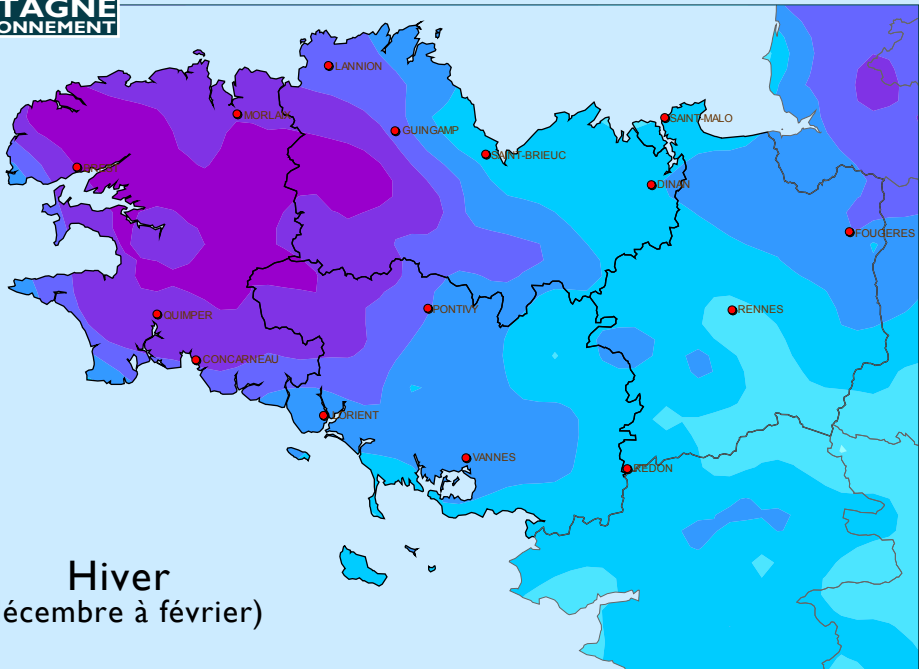 TAGNE
ONNEMENT
LANNION
MORLAIX
GUINGAMP
SAINT-MALO
SAINT-BRIEUC
BREST
DINAN
FOUGERES
QUIMPER
PONTIVY
RENNES
CONCARNEAU
LORIENT
VANNES
REDON
Hiver
écembre à février)